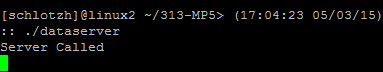 [schlotzh]@linux2 ~/313-MP5> (17:04:23 05/03/15)
:: ./dataserver
Server Called